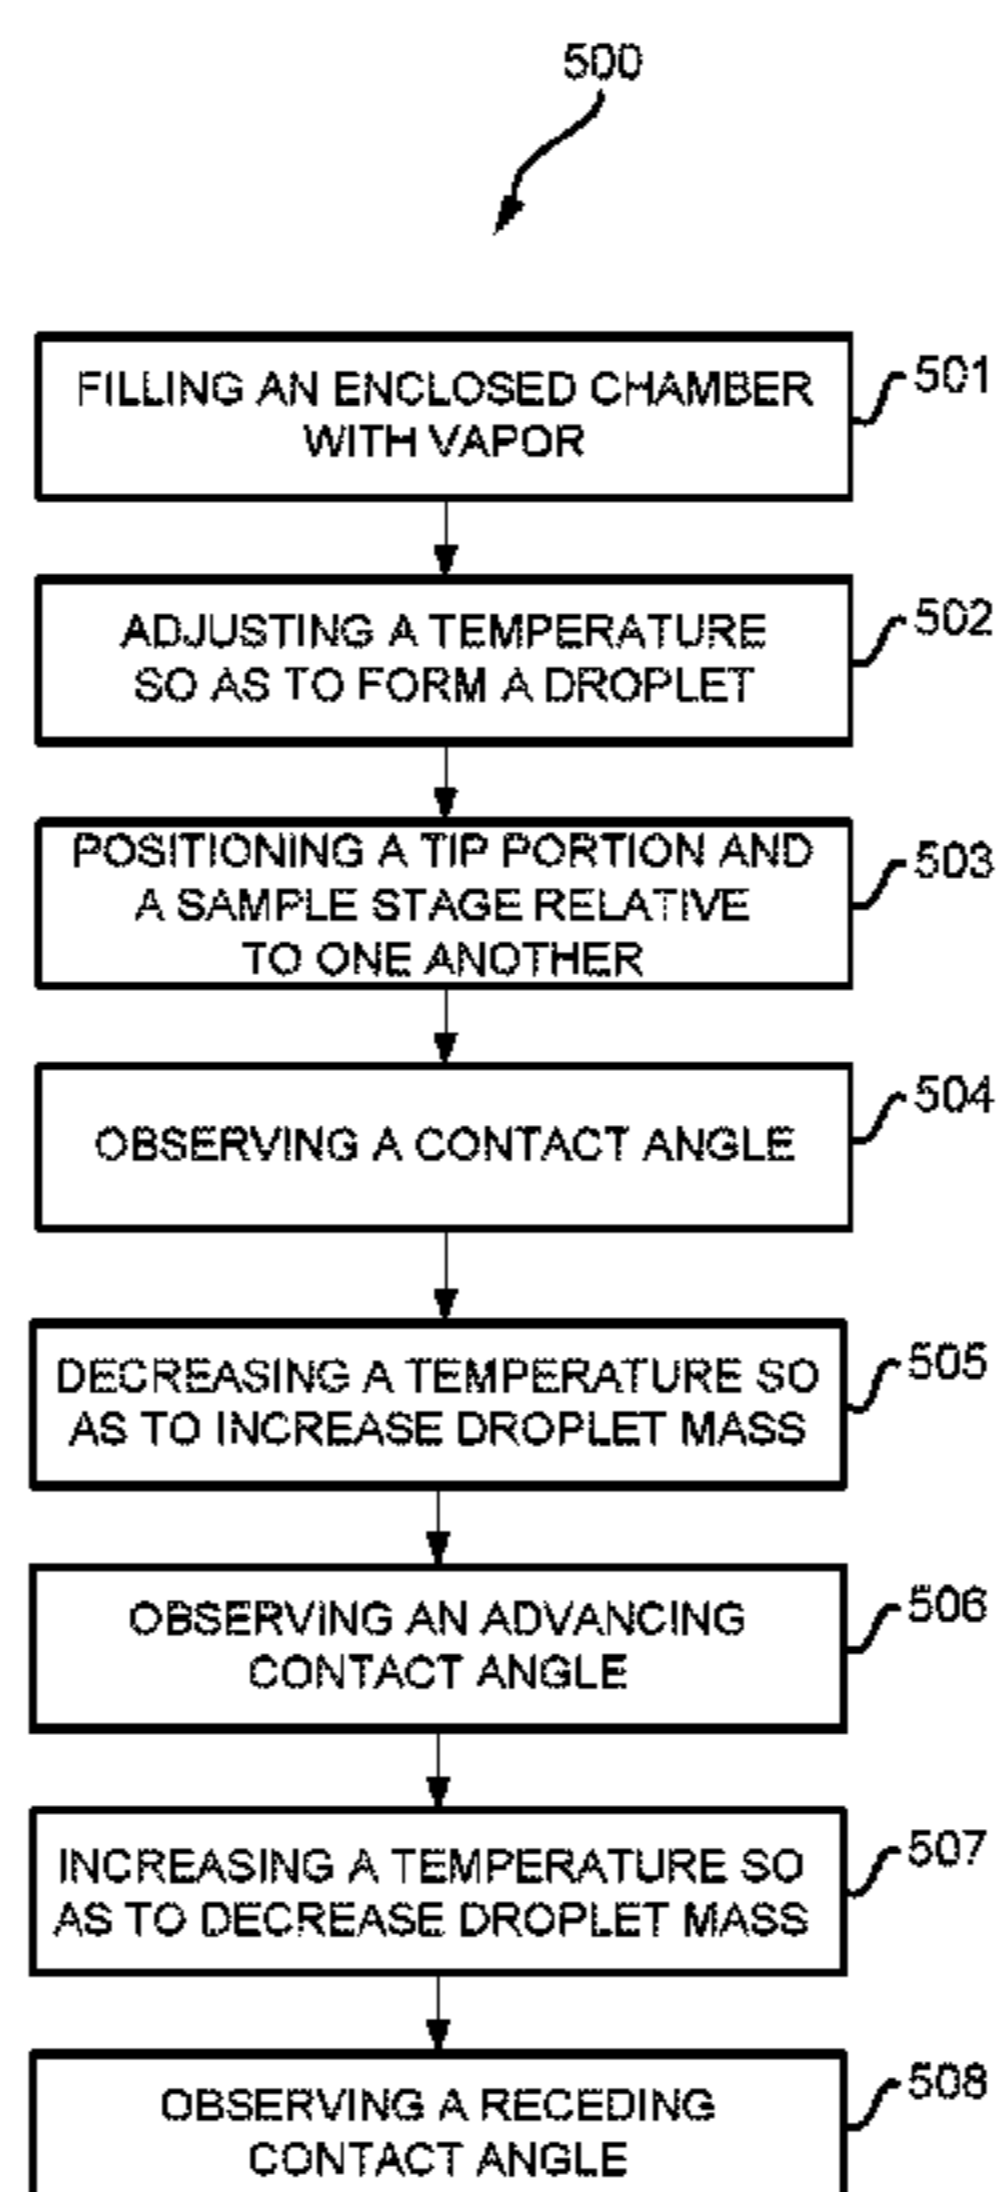 500
FILLING AN ENCLOSED CHAMBER
WITH VAPOR
501
ADJUSTING A TEMPERATURE
SO AS TO FORM A DROPLET
502
POSITIONING A TIP PORTION AND
A SAMPLE STAGE RELATIVE
TO ONE ANOTHER
503
OBSERVING A CONTACT ANGLE
504
DECREASING A TEMPERATURE SO
AS TO INCREASE DROPLET MASS
505
OBSERVING AN ADVANCING
CONTACT ANGLE
506
INCREASING A TEMPERATURE SO
AS TO DECREASE DROPLET MASS
507
OBSERVING A RECEDING
CONTACT ANGLE
508